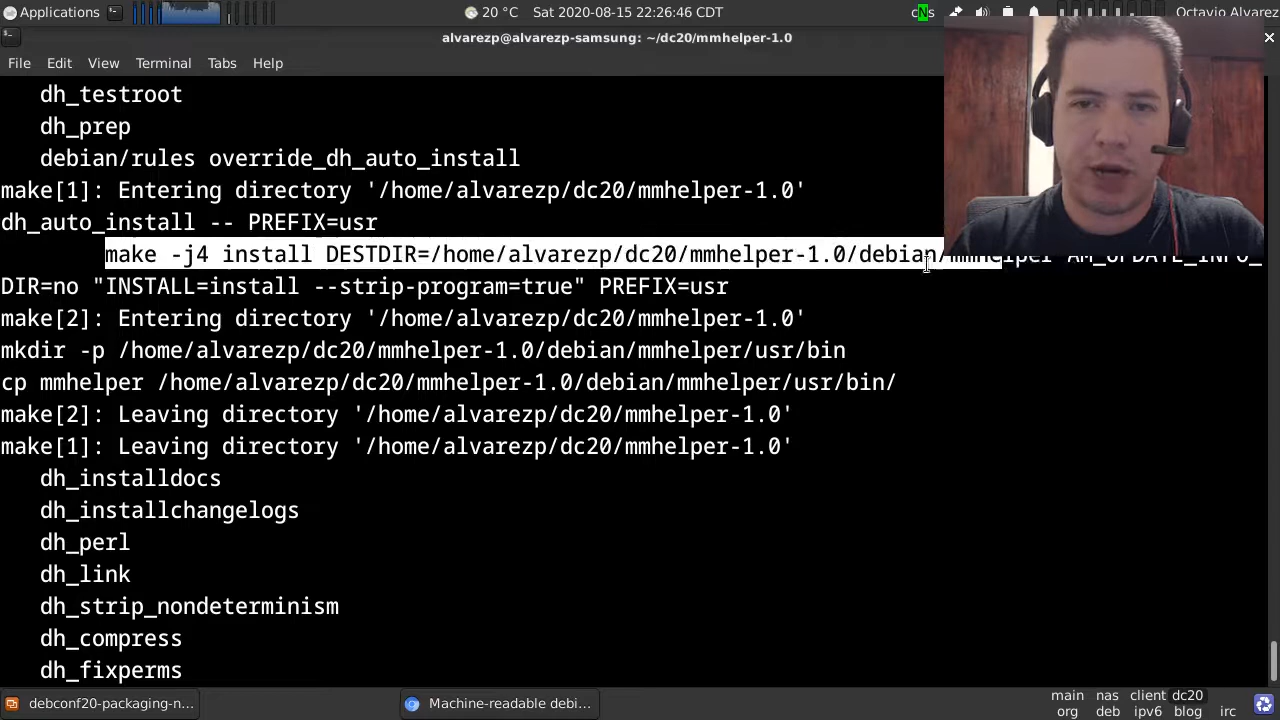 Applications
20 °C Sat 2020-08-15 22:26:46 CDT
cNs
Octavio Alvarez
alvarezp@alvarezp-samsung: ~/dc20/mmhelper-1.0
File Edit View Terminal Tabs Help
dh_testroot
dh_prep
debian/rules override_dh_auto_install
make[1]: Entering directory '/home/alvarezp/dc20/mmhelper-1.0'
dh_auto_install -- PREFIX=usr
make -j4 install DESTDIR=/home/alvarezp/dc20/mmhelper-1.0/debian/mmhelper AM_UPDATE_INFO_
DIR=no "INSTALL=install --strip-program=true" PREFIX=usr
make[2]: Entering directory '/home/alvarezp/dc20/mmhelper-1.0'
mkdir -p /home/alvarezp/dc20/mmhelper-1.0/debian/mmhelper/usr/bin
cp mmhelper /home/alvarezp/dc20/mmhelper-1.0/debian/mmhelper/usr/bin/
make[2]: Leaving directory '/home/alvarezp/dc20/mmhelper-1.0'
make[1]: Leaving directory '/home/alvarezp/dc20/mmhelper-1.0'
dh_installdocs
dh_installchangelogs
dh_perl
dh_link
dh_strip_nondeterminism
dh_compress
dh_fixperms
debconf20-packaging-n...
Machine-readable debi...
main nas client dc20
org deb ipv6 blog irc